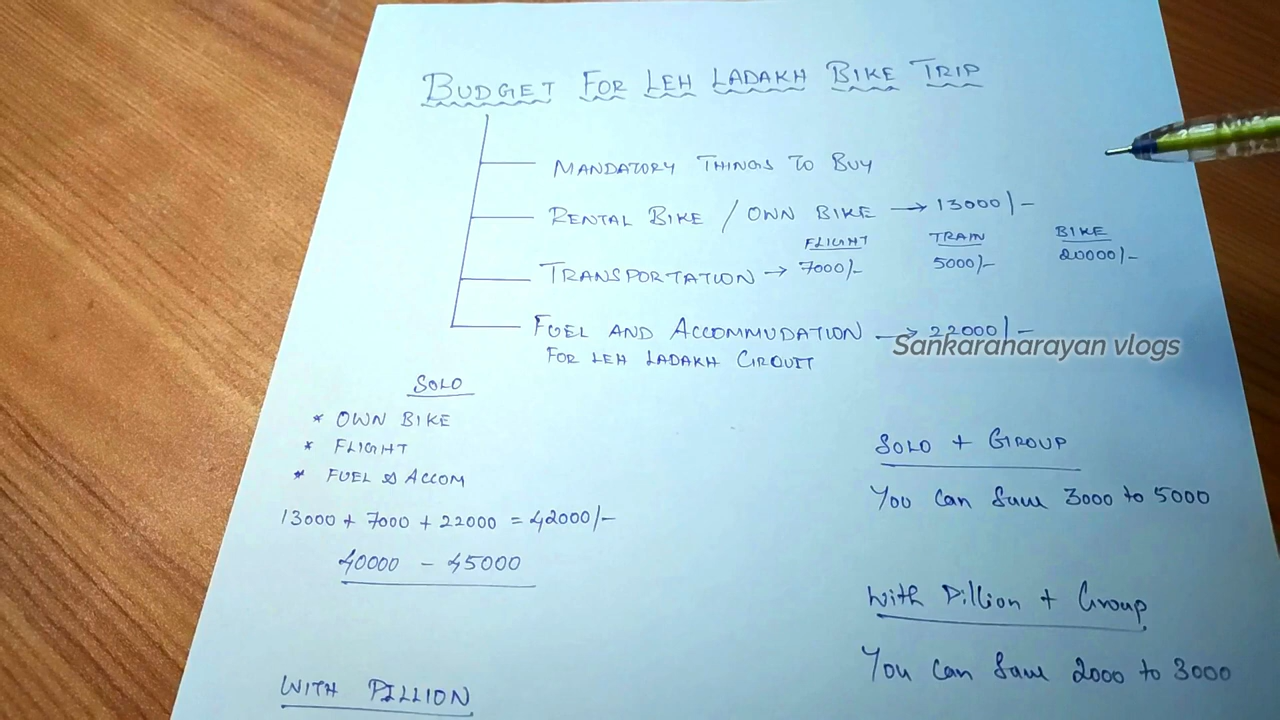 BUDGET FOR LEH LADAKH BIKE TRIP
MANDATORY THINGS TO BUY
RENTAL BIKE / OWN BIKE → 13000/-
FLIGHT TRAIN BIKE
TRANSPORTATION → 7000/- 5000/- 20000/-
FUEL AND ACCOMMUDATION → 22000/-
FOR LEH LADAKH CIRCUIT
Sankaraharayan vlogs
SOLO
* OWN BIKE
* FLIGHT
* FUEL & ACCOM
13000 + 7000 + 22000 = 42000/-
40000 - 45000
WITH PILLION
SOLO + GROUP
You Can Save 3000 to 5000
With Pillion + Group
You Can Save 2000 to 3000